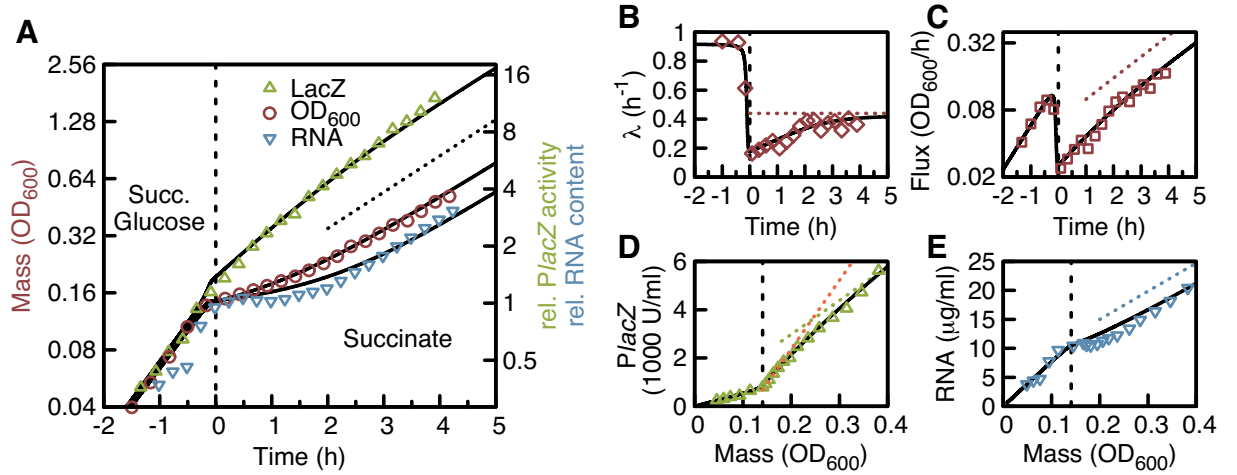 A
Mass (OD600)
2.56
1.28
0.64
0.32
0.16
0.08
0.04
LacZ
OD600
RNA
Succ.
Glucose
Succinate
16
8
4
2
1
0.5
rel. PlacZ activity
rel. RNA content
-2 -1 0 1 2 3 4 5
Time (h)
B
λ (h-1)
1
0.8
0.6
0.4
0.2
0
-2 -1 0 1 2 3 4 5
Time (h)
C
Flux (OD600/h)
0.32
0.08
0.02
-2 -1 0 1 2 3 4 5
Time (h)
D
PlacZ
(1000 U/ml)
6
4
2
0
0 0.1 0.2 0.3 0.4
Mass (OD600)
E
RNA (µg/ml)
25
20
15
10
5
0
0 0.1 0.2 0.3 0.4
Mass (OD600)